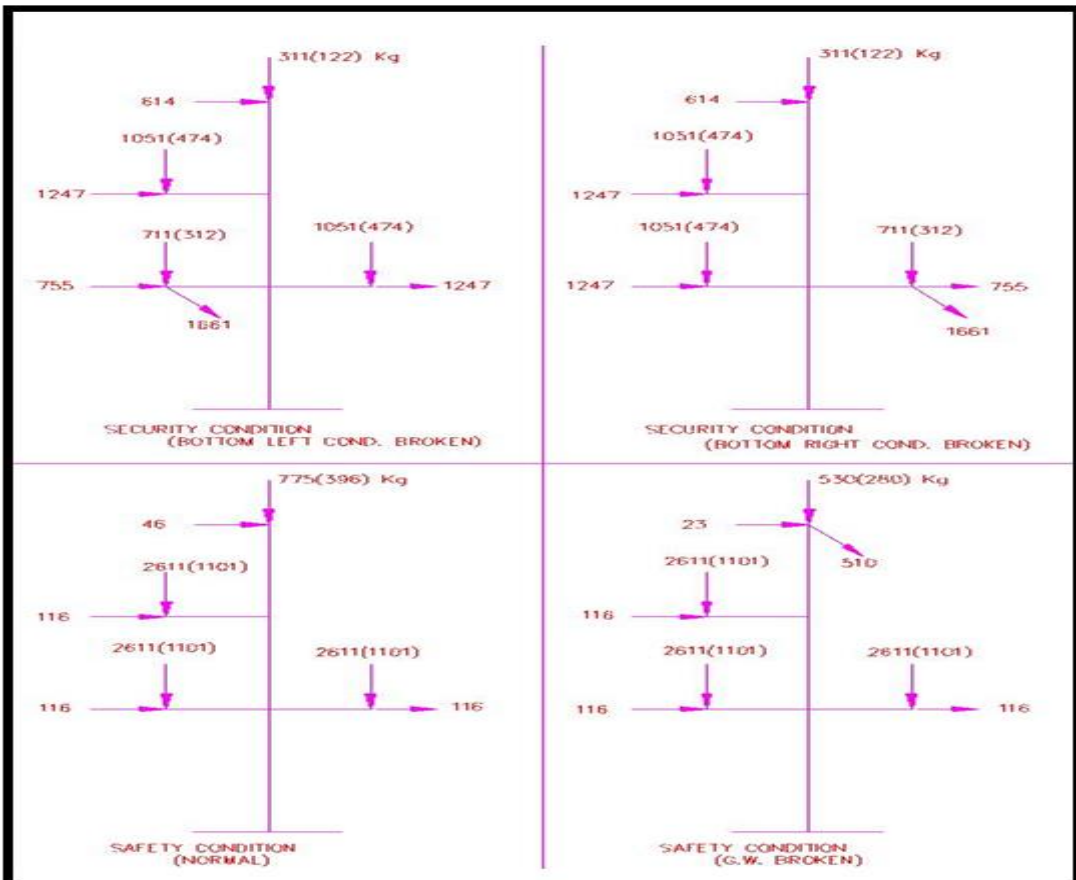 311(122) Kg
614
1051(474)
1247
711(312)
1051(474)
755
1247
1661
SECURITY CONDITION
(BOTTOM LEFT COND. BROKEN)
311(122) Kg
614
1051(474)
1247
1051(474)
711(312)
1247
755
1661
SECURITY CONDITION
(BOTTOM RIGHT COND. BROKEN)
775(396) Kg
46
2611(1101)
116
2611(1101)
2611(1101)
116
116
SAFETY CONDITION
(NORMAL)
530(280) Kg
23
510
2611(1101)
116
2611(1101)
2611(1101)
116
116
SAFETY CONDITION
(G.W. BROKEN)